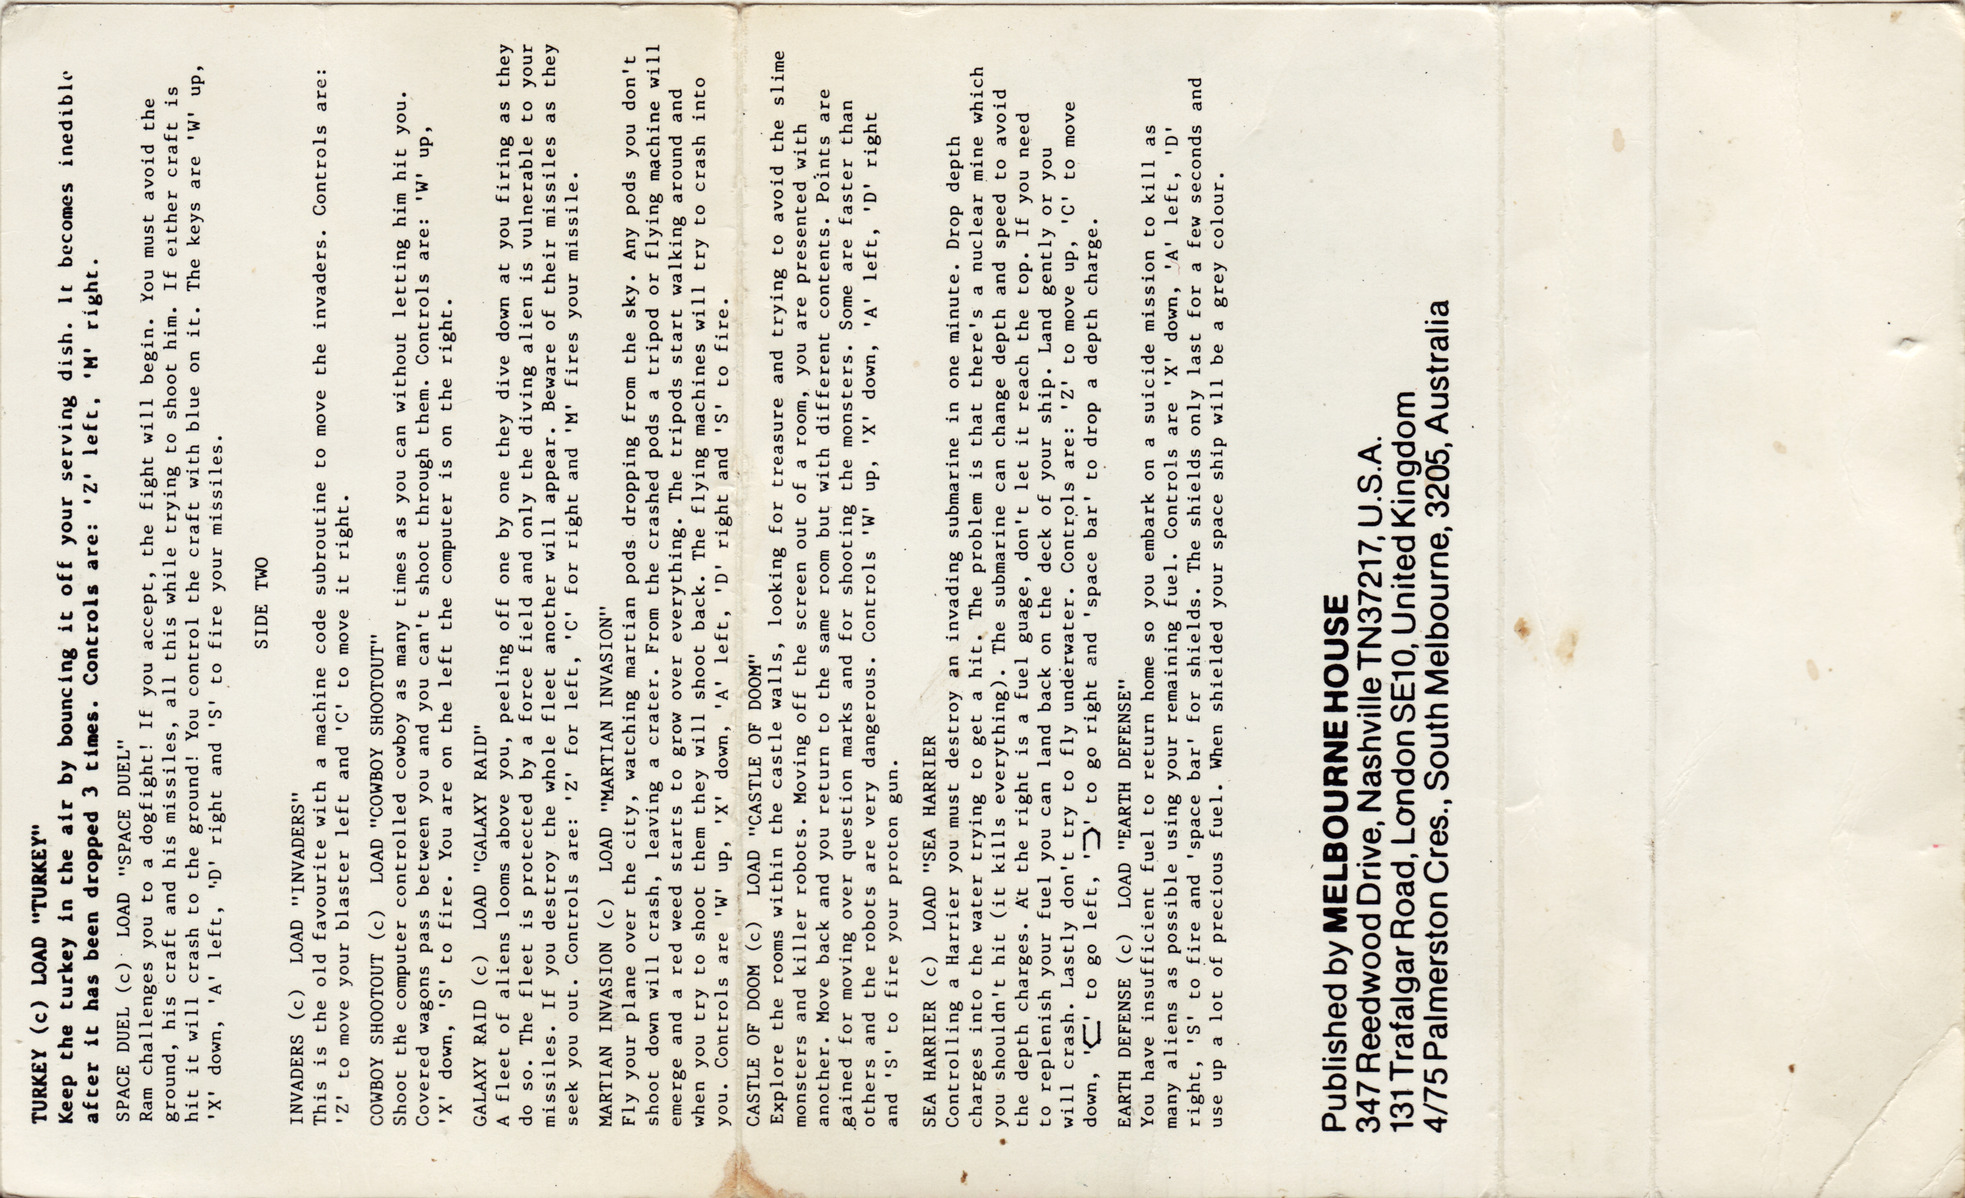 TURKEY (c) LOAD "TURKEY"
Keep the turkey in the air by bouncing it off your serving dish. It becomes inedible
after it has been dropped 3 times. Controls are: 'Z' left, 'M' right.
SPACE DUEL (c) LOAD "SPACE DUEL"
Ram challenges you to a dogfight! If you accept, the fight will begin. You must avoid the
ground, his craft and his missiles, all this while trying to shoot him. If either craft is
hit it will crash to the ground! You control the craft with blue on it. The keys are 'W' up,
'X' down, 'A' left, 'D' right and 'S' to fire your missiles.
SIDE TWO
INVADERS (c) LOAD "INVADERS"
This is the old favourite with a machine code subroutine to move the invaders. Controls are:
'Z' to move your blaster left and 'C' to move it right.
COWBOY SHOOTOUT (c) LOAD "COWBOY SHOOTOUT"
Shoot the computer controlled cowboy as many times as you can without letting him hit you.
Covered wagons pass between you and you can't shoot through them. Controls are: 'W' up,
'X' down, 'S' to fire. You are on the left the computer is on the right.
GALAXY RAID (c) LOAD "GALAXY RAID"
A fleet of aliens looms above you, peeling off one by one they dive down at you firing as they
do so. The fleet is protected by a force field and only the diving alien is vulnerable to your
missiles. If you destroy the whole fleet another will appear. Beware of their missiles as they
seek you out. Controls are: 'Z' for left, 'C' for right and 'M' fires your missile.
MARTIAN INVASION (c) LOAD "MARTIAN INVASION"
Fly your plane over the city, watching martian pods dropping from the sky. Any pods you don't
shoot down will crash, leaving a crater. From the crashed pods a tripod or flying machine will
emerge and a red weed starts to grow over everything. The tripods start walking around and
when you try to shoot them they will shoot back. The flying machines will try to crash into
you. Controls are 'W' up, 'X' down, 'A' left, 'D' right and 'S' to fire.
CASTLE OF DOOM (c) LOAD "CASTLE OF DOOM"
Explore the rooms within the castle walls, looking for treasure and trying to avoid the slime
monsters and killer robots. Moving off the screen out of a room, you are presented with
another. Move back and you return to the same room but with different contents. Points are
gained for moving over question marks and for shooting the monsters. Some are faster than
others and the robots are very dangerous. Controls 'W' up, 'X' down, 'A' left, 'D' right
and 'S' to fire your proton gun.
SEA HARRIER (c) LOAD "SEA HARRIER
Controlling a Harrier you must destroy an invading submarine in one minute. Drop depth
charges into the water trying to get a hit. The problem is that there's a nuclear mine which
you shouldn't hit (it kills everything). The submarine can change depth and speed to avoid
the depth charges. At the right is a fuel guage, don't let it reach the top. If you need
to replenish your fuel you can land back on the deck of your ship. Land gently or you
will crash. Lastly don't try to fly underwater. Controls are: 'Z' to move up, 'C' to move
down, '⊂' to go left, '⊃' to go right and 'space bar' to drop a depth charge.
EARTH DEFENSE (c) LOAD "EARTH DEFENSE"
You have insufficient fuel to return home so you embark on a suicide mission to kill as
many aliens as possible using your remaining fuel. Controls are 'X' down, 'A' left, 'D'
right, 'S' to fire and 'space bar' for shields. The shields only last for a few seconds and
use up a lot of precious fuel. When shielded your space ship will be a grey colour.
Published by MELBOURNE HOUSE
347 Reedwood Drive, Nashville TN37217, U.S.A.
131 Trafalgar Road, London SE10, United Kingdom
4/75 Palmerston Cres., South Melbourne, 3205, Australia